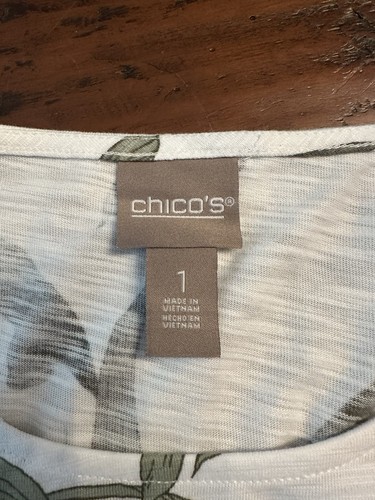 chico's®
1
MADE IN
VIETNAM
HECHO EN
VIETNAM